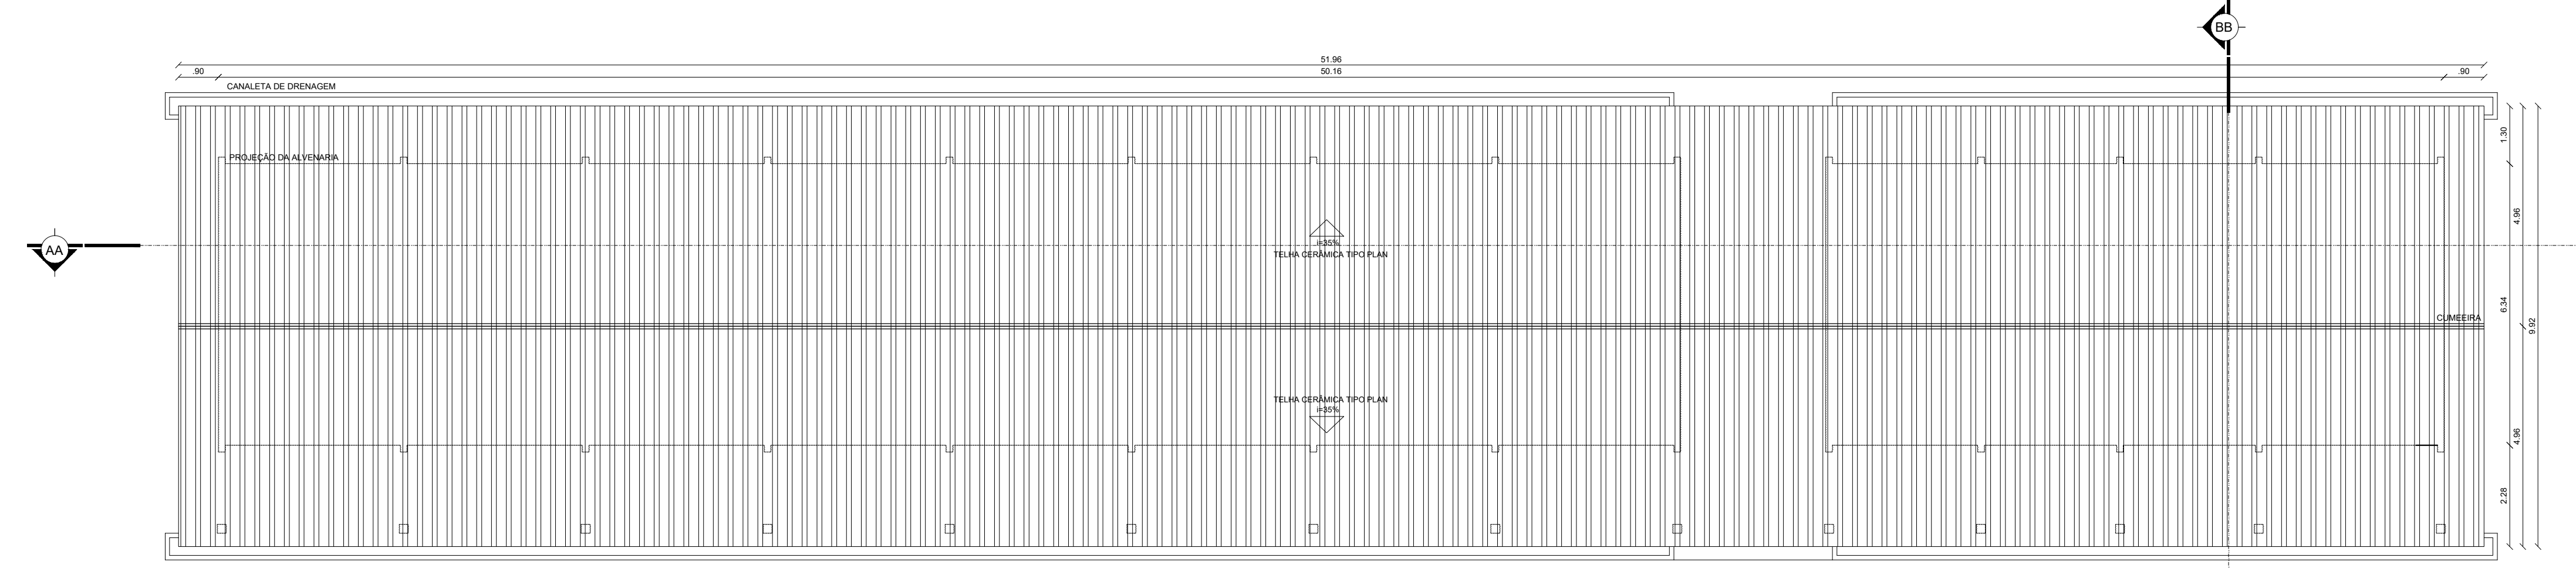 BB
51.96
.90
50.16
.90
CANALETA DE DRENAGEM
1.30
PROJEÇÃO DA ALVENARIA
4.96
AA
i=35%
TELHA CERÂMICA TIPO PLAN
6.34
CUMEEIRA
9.92
TELHA CERÂMICA TIPO PLAN
i=35%
4.96
2.28